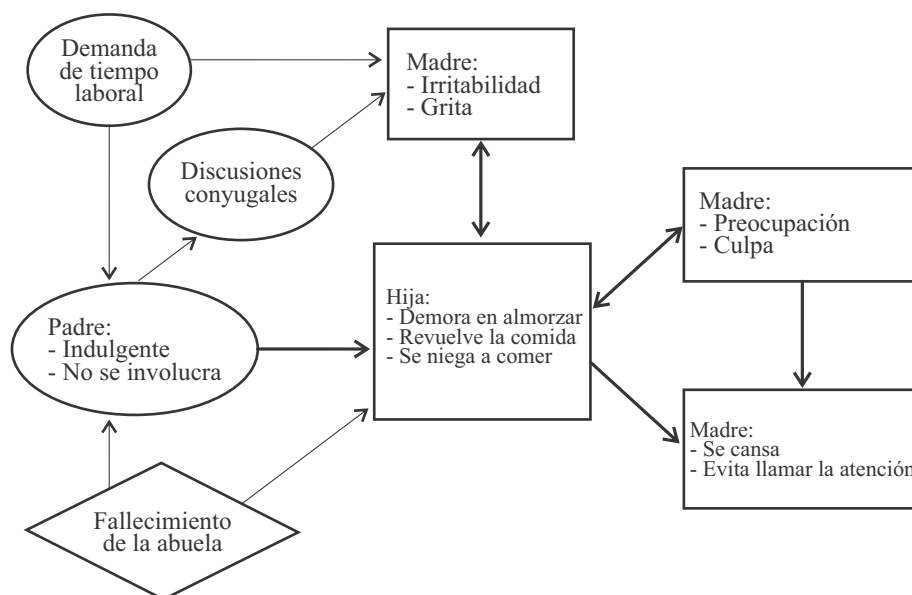 Demanda
de tiempo
laboral
Madre:
- Irritabilidad
- Grita
Discusiones
conyugales
Madre:
- Preocupación
- Culpa
Hija:
- Demora en almorzar
- Revuelve la comida
- Se niega a comer
Padre:
- Indulgente
- No se involucra
Madre:
- Se cansa
- Evita llamar la atención
Fallecimiento
de la abuela